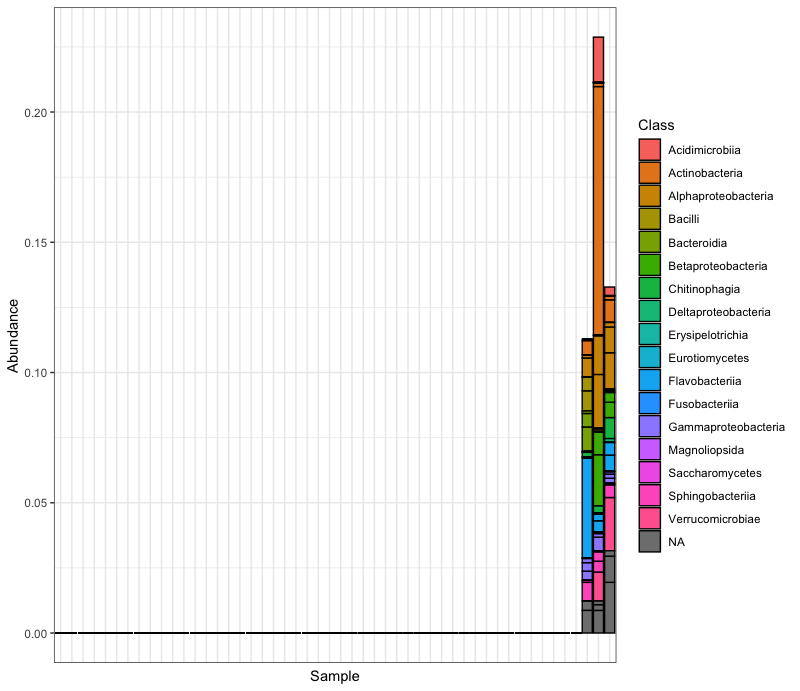 0.20
0.15
0.10
0.05
0.00
Abundance
Sample
Class
Acidimicrobiia
Actinobacteria
Alphaproteobacteria
Bacilli
Bacteroidia
Betaproteobacteria
Chitinophagia
Deltaproteobacteria
Erysipelotrichia
Eurotiomycetes
Flavobacteriia
Fusobacteriia
Gammaproteobacteria
Magnoliopsida
Saccharomycetes
Sphingobacteriia
Verrucomicrobiae
NA